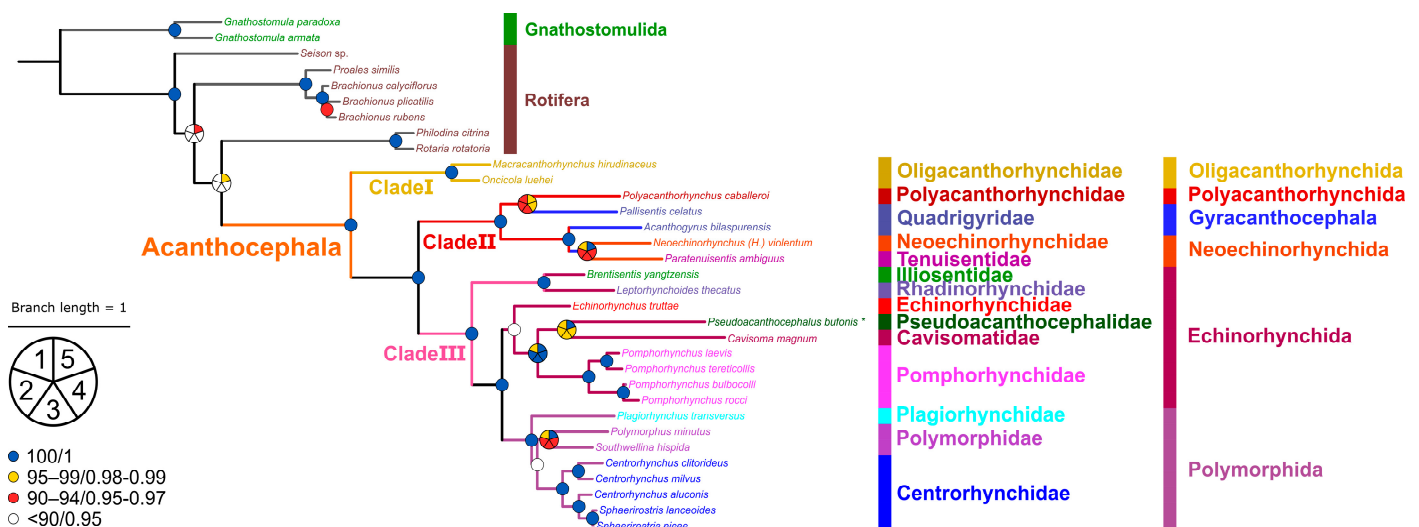 Gnathostomula paradoxa
Gnathostomula armata
Seison sp.
Proales similis
Brachionus calyciflorus
Brachionus plicatilis
Brachionus rubens
Philodina citrina
Rotaria rotatoria
Macracanthorhynchus hirudinaceus
Oncicola luehei
Polyacanthorhynchus caballeroi
Pallisentis celatus
Acanthogyrus bilaspurensis
Neoechinorhynchus (H.) violentum
Paratenuisentis ambiguus
Brentisentis yangtzensis
Leptorhynchoides thecatus
Echinorhynchus truttae
Pseudoacanthocephalus bufonis *
Cavisoma magnum
Pomphorhynchus laevis
Pomphorhynchus tereticollis
Pomphorhynchus bulbocolli
Pomphorhynchus rocci
Plagiorhynchus transversus
Polymorphus minutus
Southwellina hispida
Centrorhynchus clitorideus
Centrorhynchus milvus
Centrorhynchus aluconis
Sphaerirostris lanceoides
Sphaerirostris picae
Acanthocephala
CladeI
CladeII
CladeIII
Gnathostomulida
Rotifera
Oligacanthorhynchidae
Polyacanthorhynchidae
Quadrigyridae
Neoechinorhynchidae
Tenuisentidae
Illiosentidae
Rhadinorhynchidae
Echinorhynchidae
Pseudoacanthocephalidae
Cavisomatidae
Pomphorhynchidae
Plagiorhynchidae
Polymorphidae
Centrorhynchidae
Oligacanthorhynchida
Polyacanthorhynchida
Gyracanthocephala
Neoechinorhynchida
Echinorhynchida
Polymorphida
Branch length = 1
1 5
2 4
3
100/1
95–99/0.98-0.99
90–94/0.95-0.97
<90/0.95